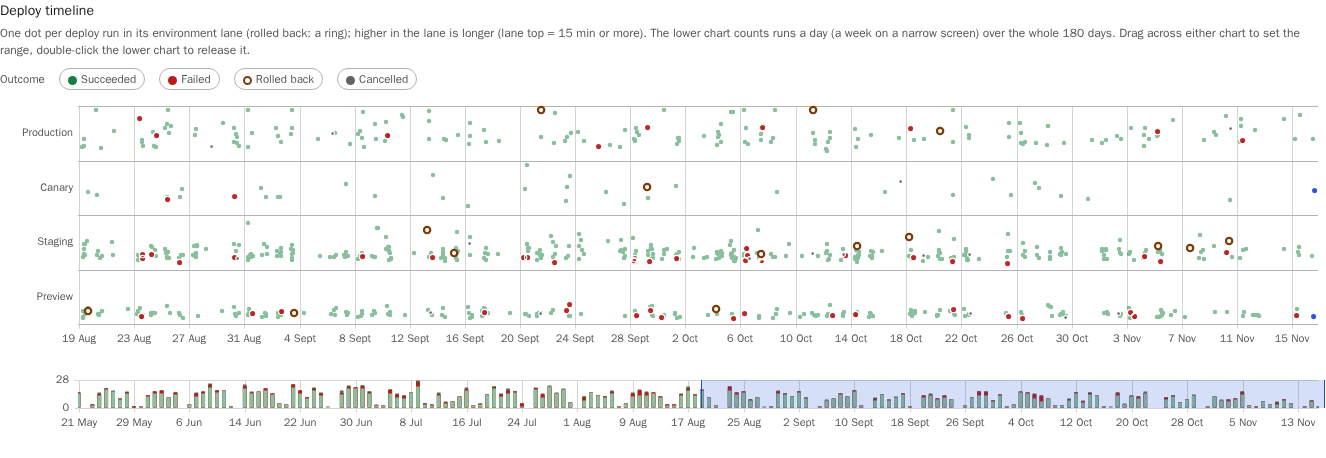 Deploy timeline
One dot per deploy run in its environment lane (rolled back: a ring); higher in the lane is longer (lane top = 15 min or more). The lower chart counts runs a day (a week on a narrow screen) over the whole 180 days. Drag across either chart to set the
range, double-click the lower chart to release it.
Outcome Succeeded Failed Rolled back Cancelled
Production
Canary
Staging
Preview
19 Aug 23 Aug 27 Aug 31 Aug 4 Sept 8 Sept 12 Sept 16 Sept 20 Sept 24 Sept 28 Sept 2 Oct 6 Oct 10 Oct 14 Oct 18 Oct 22 Oct 26 Oct 30 Oct 3 Nov 7 Nov 11 Nov 15 Nov
28
0
21 May 29 May 6 Jun 14 Jun 22 Jun 30 Jun 8 Jul 16 Jul 24 Jul 1 Aug 9 Aug 17 Aug 25 Aug 2 Sept 10 Sept 18 Sept 26 Sept 4 Oct 12 Oct 20 Oct 28 Oct 5 Nov 13 Nov